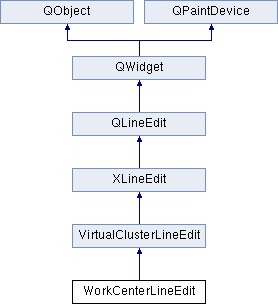 QObject
QPaintDevice
QWidget
QLineEdit
XLineEdit
VirtualClusterLineEdit
WorkCenterLineEdit